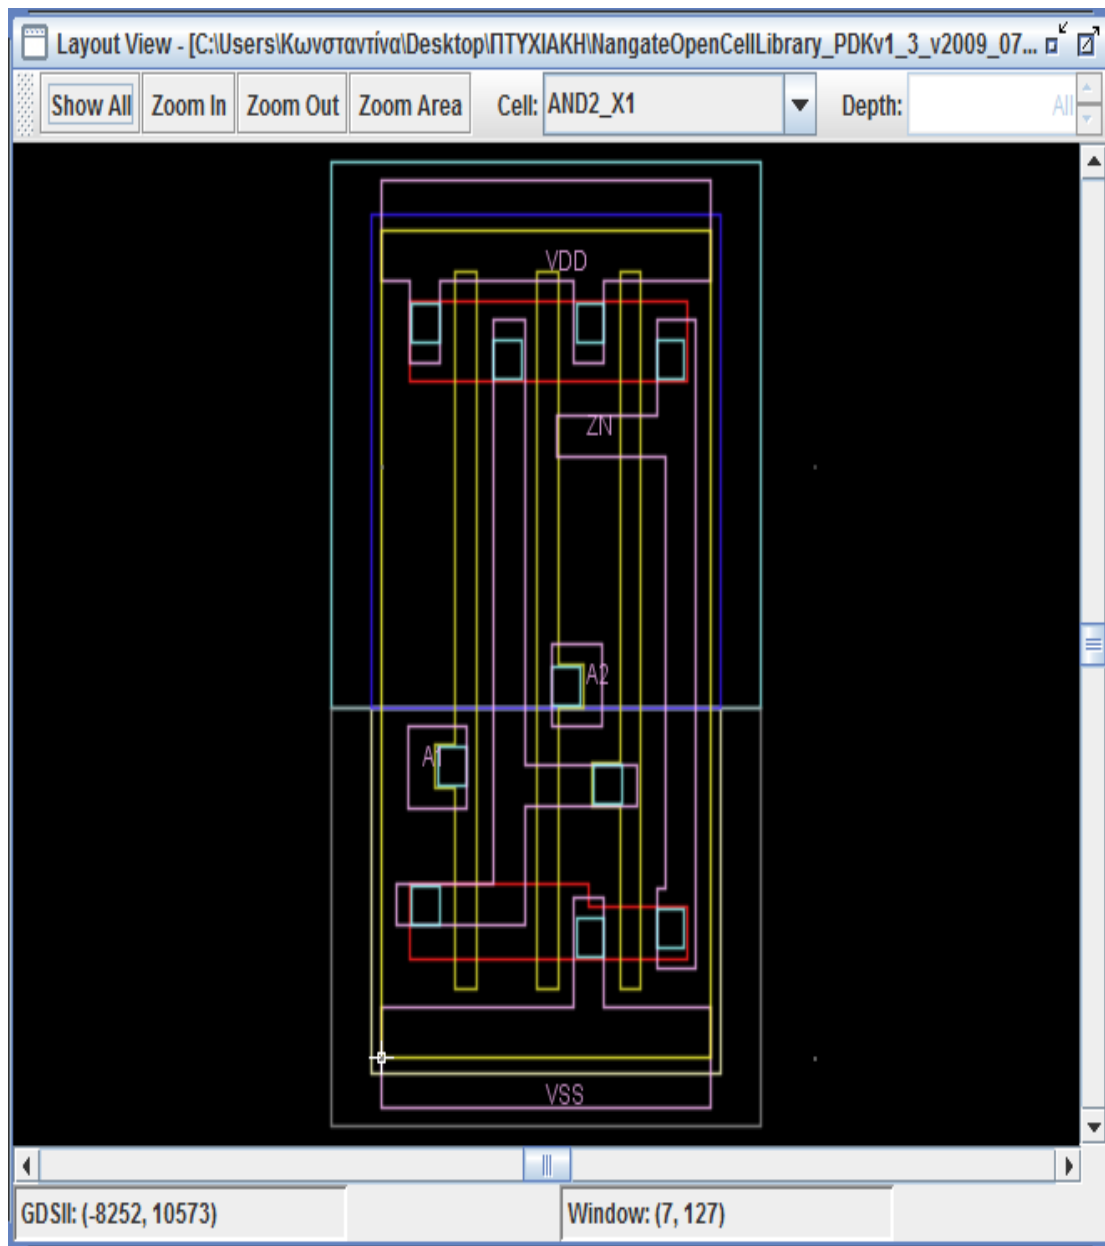 Layout View - [C:\Users\Κωνσταντίνα\Desktop\ΠΤΥΧΙΑΚΗ\NangateOpenCellLibrary_PDKv1_3_v2009_07...
Show All Zoom In Zoom Out Zoom Area Cell: AND2_X1 Depth: All
VDD
ZN
A2
A1
VSS
GDSII: (-8252, 10573) Window: (7, 127)